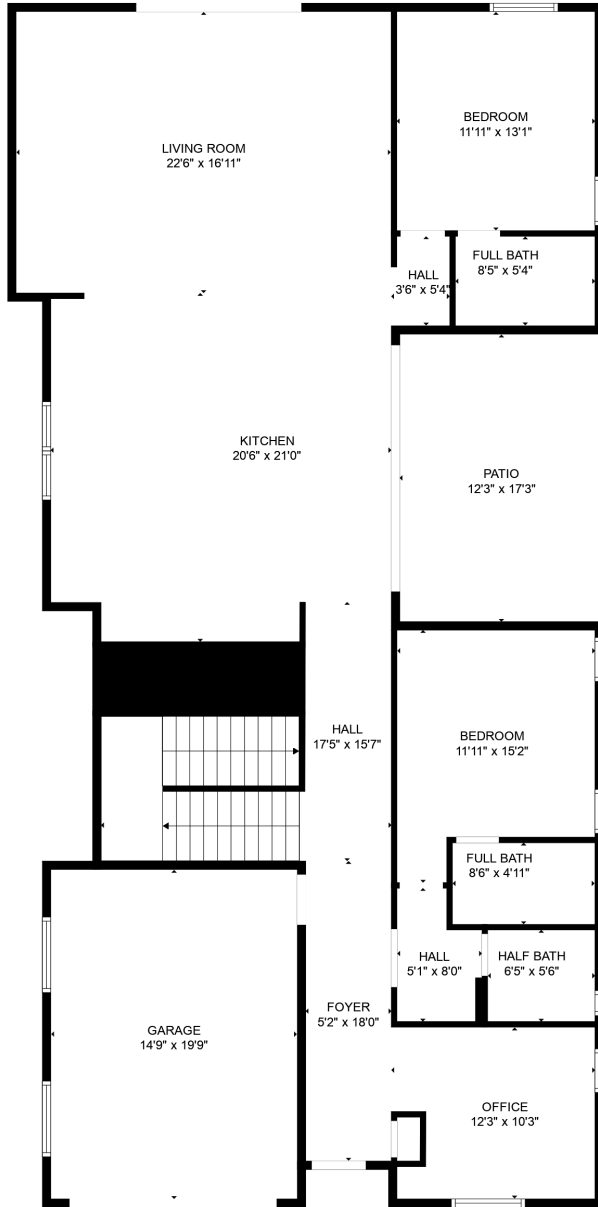 BEDROOM
11'11" x 13'1"
LIVING ROOM
22'6" x 16'11"
FULL BATH
8'5" x 5'4"
HALL
3'6" x 5'4"
KITCHEN
20'6" x 21'0"
PATIO
12'3" x 17'3"
HALL
17'5" x 15'7"
BEDROOM
11'11" x 15'2"
FULL BATH
8'6" x 4'11"
HALL
5'1" x 8'0"
HALF BATH
6'5" x 5'6"
FOYER
5'2" x 18'0"
GARAGE
14'9" x 19'9"
OFFICE
12'3" x 10'3"